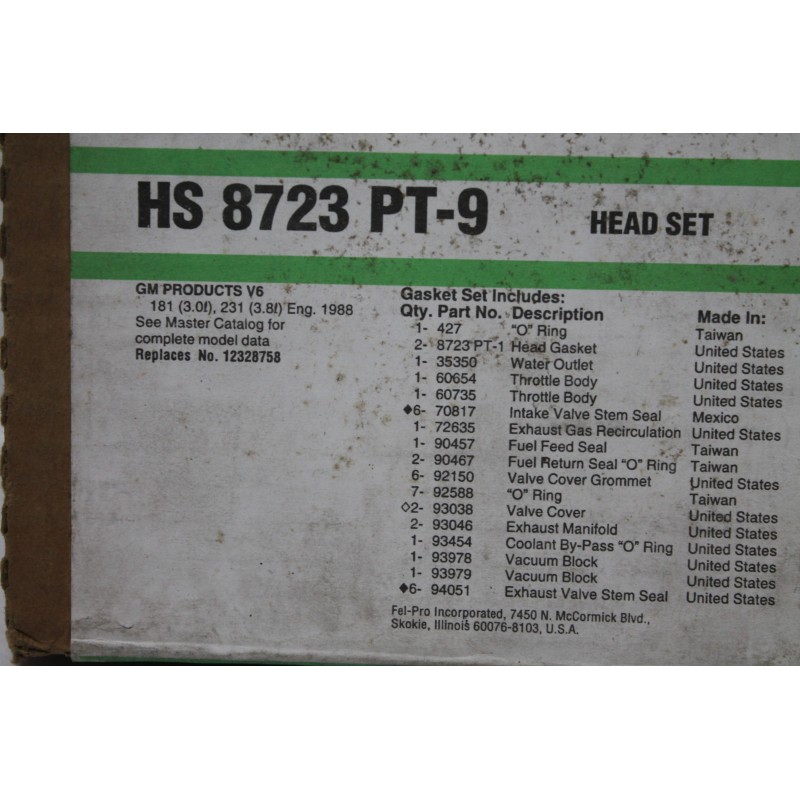 HS 8723 PT-9 HEAD SET
GM PRODUCTS V6
181 (3.0ℓ), 231 (3.8ℓ) Eng. 1988
See Master Catalog for
complete model data
Replaces No. 12328758
Gasket Set Includes:
Qty. Part No. Description Made In:
1- 427 "O" Ring Taiwan
2- 8723 PT-1 Head Gasket United States
1- 35350 Water Outlet United States
1- 60654 Throttle Body United States
1- 60735 Throttle Body United States
♦6- 70817 Intake Valve Stem Seal Mexico
1- 72635 Exhaust Gas Recirculation United States
1- 90457 Fuel Feed Seal Taiwan
2- 90467 Fuel Return Seal "O" Ring Taiwan
6- 92150 Valve Cover Grommet United States
7- 92588 "O" Ring Taiwan
◊2- 93038 Valve Cover United States
2- 93046 Exhaust Manifold United States
1- 93454 Coolant By-Pass "O" Ring United States
1- 93978 Vacuum Block United States
1- 93979 Vacuum Block United States
♦6- 94051 Exhaust Valve Stem Seal United States
Fel-Pro Incorporated, 7450 N. McCormick Blvd.,
Skokie, Illinois 60076-8103, U.S.A.